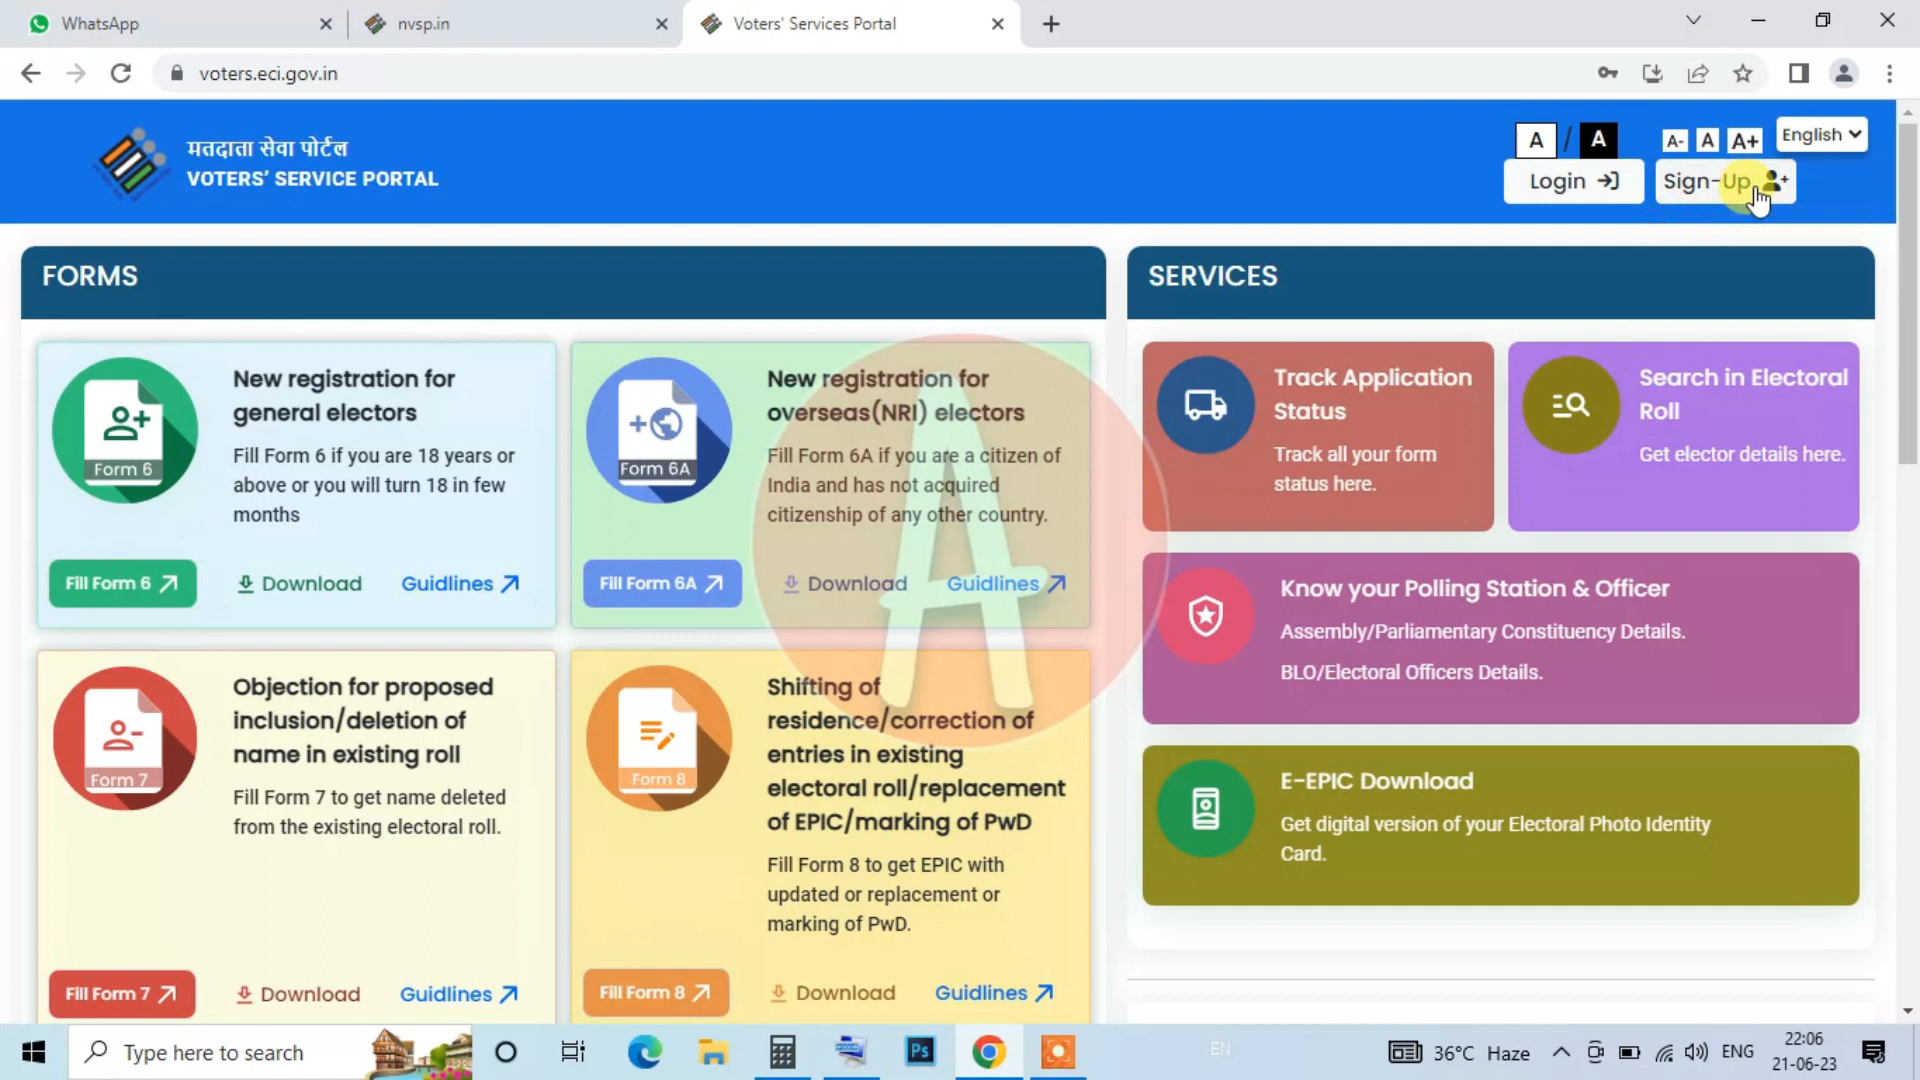 WhatsApp
nvsp.in
Voters' Services Portal
voters.eci.gov.in
मतदाता सेवा पोर्टल
VOTERS' SERVICE PORTAL
A / A
A- A A+
English
Login
Sign-Up
FORMS
New registration for
general electors
Fill Form 6 if you are 18 years or
above or you will turn 18 in few
months
Form 6
Fill Form 6
Download
Guidlines
New registration for
overseas(NRI) electors
Fill Form 6A if you are a citizen of
India and has not acquired
citizenship of any other country.
Form 6A
Fill Form 6A
Download
Guidlines
Objection for proposed
inclusion/deletion of
name in existing roll
Fill Form 7 to get name deleted
from the existing electoral roll.
Form 7
Fill Form 7
Download
Guidlines
Shifting of
residence/correction of
entries in existing
electoral roll/replacement
of EPIC/marking of PwD
Fill Form 8 to get EPIC with
updated or replacement or
marking of PwD.
Form 8
Fill Form 8
Download
Guidlines
A
SERVICES
Track Application
Status
Track all your form
status here.
Search in Electoral
Roll
Get elector details here.
Know your Polling Station & Officer
Assembly/Parliamentary Constituency Details.
BLO/Electoral Officers Details.
E-EPIC Download
Get digital version of your Electoral Photo Identity
Card.
Type here to search
Ps
EN
36°C Haze
ENG
22:06
21-06-23